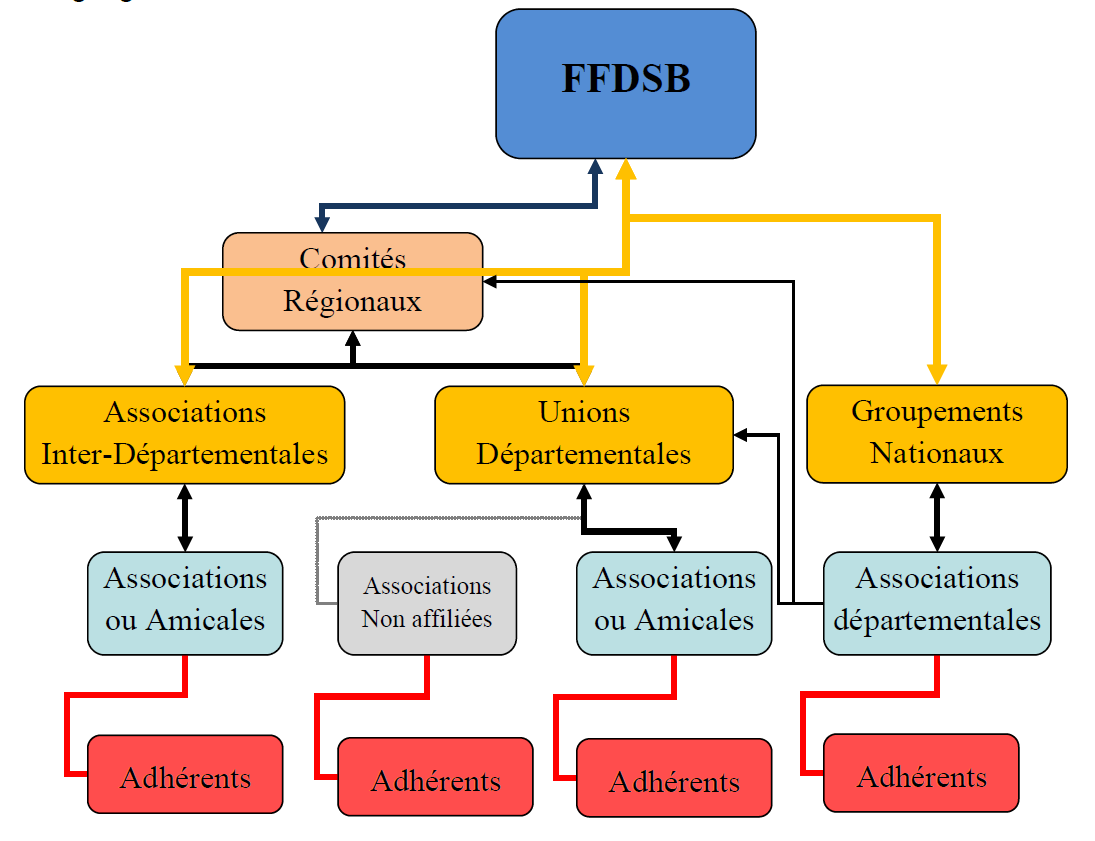 FFDSB
Comités
Régionaux
Associations
Inter-Départementales
Unions
Départementales
Groupements
Nationaux
Associations
ou Amicales
Associations
Non affiliées
Associations
ou Amicales
Associations
départementales
Adhérents
Adhérents
Adhérents
Adhérents